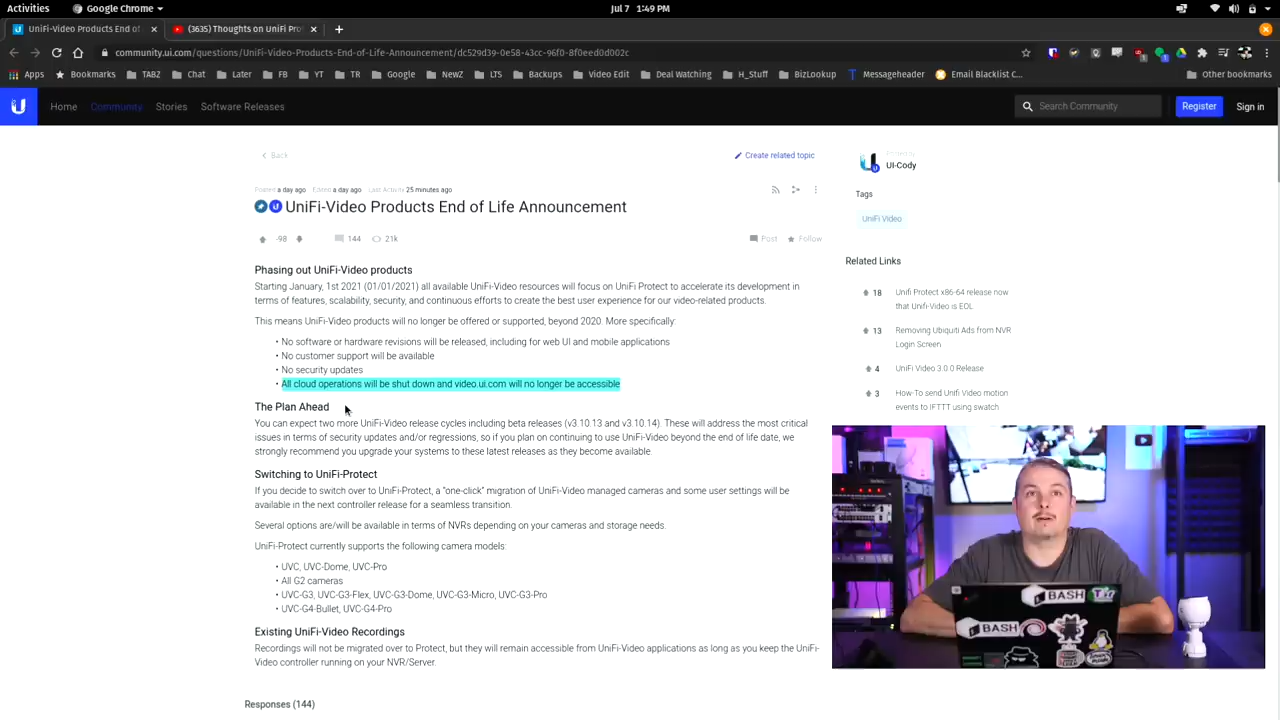 Activities
Google Chrome
Jul 7 1:49 PM
UniFi-Video Products End of
(3635) Thoughts on UniFi Pro
community.ui.com/questions/UniFi-Video-Products-End-of-Life-Announcement/dc529d39-0e58-43cc-96f0-8f0eed0d002c
Apps Bookmarks TABZ Chat Later FB YT TR Google NewZ LTS Backups Video Edit Deal Watching H_Stuff BizLookup Messageheader Email Blacklist C... Other bookmarks
Home Community Stories Software Releases
Search Community
Register
Sign in
Back
Create related topic
Posted a day ago Edited a day ago Last Activity 25 minutes ago
UniFi-Video Products End of Life Announcement
-98 144 21k
Post Follow
Phasing out UniFi-Video products
Starting January, 1st 2021 (01/01/2021) all available UniFi-Video resources will focus on UniFi Protect to accelerate its development in
terms of features, scalability, security, and continuous efforts to create the best user experience for our video-related products.
This means UniFi-Video products will no longer be offered or supported, beyond 2020. More specifically:
• No software or hardware revisions will be released, including for web UI and mobile applications
• No customer support will be available
• No security updates
• All cloud operations will be shut down and video.ui.com will no longer be accessible
The Plan Ahead
You can expect two more UniFi-Video release cycles including beta releases (v3.10.13 and v3.10.14). These will address the most critical
issues in terms of security updates and/or regressions, so if you plan on continuing to use UniFi-Video beyond the end of life date, we
strongly recommend you upgrade your systems to these latest releases as they become available.
Switching to UniFi-Protect
If you decide to switch over to UniFi-Protect, a "one-click" migration of UniFi-Video managed cameras and some user settings will be
available in the next controller release for a seamless transition.
Several options are/will be available in terms of NVRs depending on your cameras and storage needs.
UniFi-Protect currently supports the following camera models:
• UVC, UVC-Dome, UVC-Pro
• All G2 cameras
• UVC-G3, UVC-G3-Flex, UVC-G3-Dome, UVC-G3-Micro, UVC-G3-Pro
• UVC-G4-Bullet, UVC-G4-Pro
Existing UniFi-Video Recordings
Recordings will not be migrated over to Protect, but they will remain accessible from UniFi-Video applications as long as you keep the UniFi-
Video controller running on your NVR/Server.
Responses (144)
Posted by
UI-Cody
Tags
UniFi Video
Related Links
18 Unifi Protect x86-64 release now
that Unifi-Video is EOL
13 Removing Ubiquiti Ads from NVR
Login Screen
4 UniFi Video 3.0.0 Release
3 How-To send Unifi Video motion
events to IFTTT using swatch
BASH
BASH